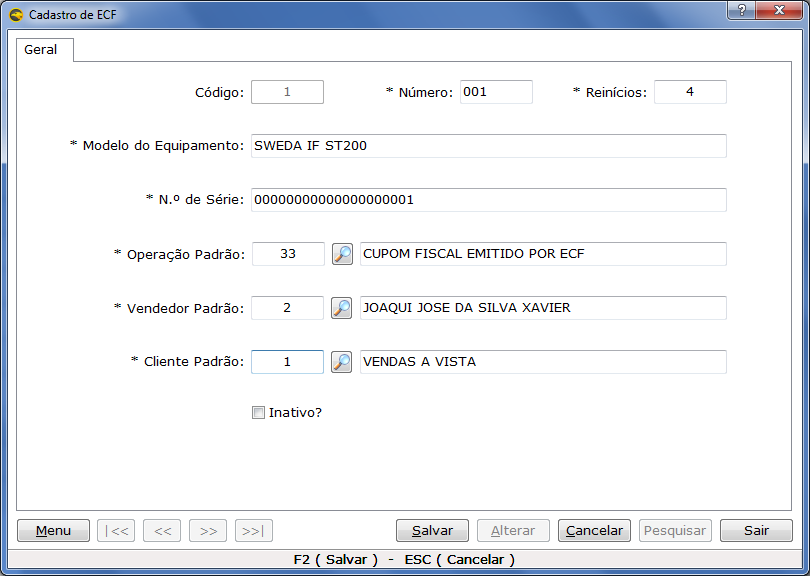 Cadastro de ECF
Geral
Código: 1 * Número: 001 * Reinícios: 4
* Modelo do Equipamento: SWEDA IF ST200
* N.º de Série: 00000000000000000001
* Operação Padrão: 33 CUPOM FISCAL EMITIDO POR ECF
* Vendedor Padrão: 2 JOAQUI JOSE DA SILVA XAVIER
* Cliente Padrão: 1 VENDAS A VISTA
Inativo?
Menu |<< << >> >>| Salvar Alterar Cancelar Pesquisar Sair
F2 ( Salvar ) - ESC ( Cancelar )